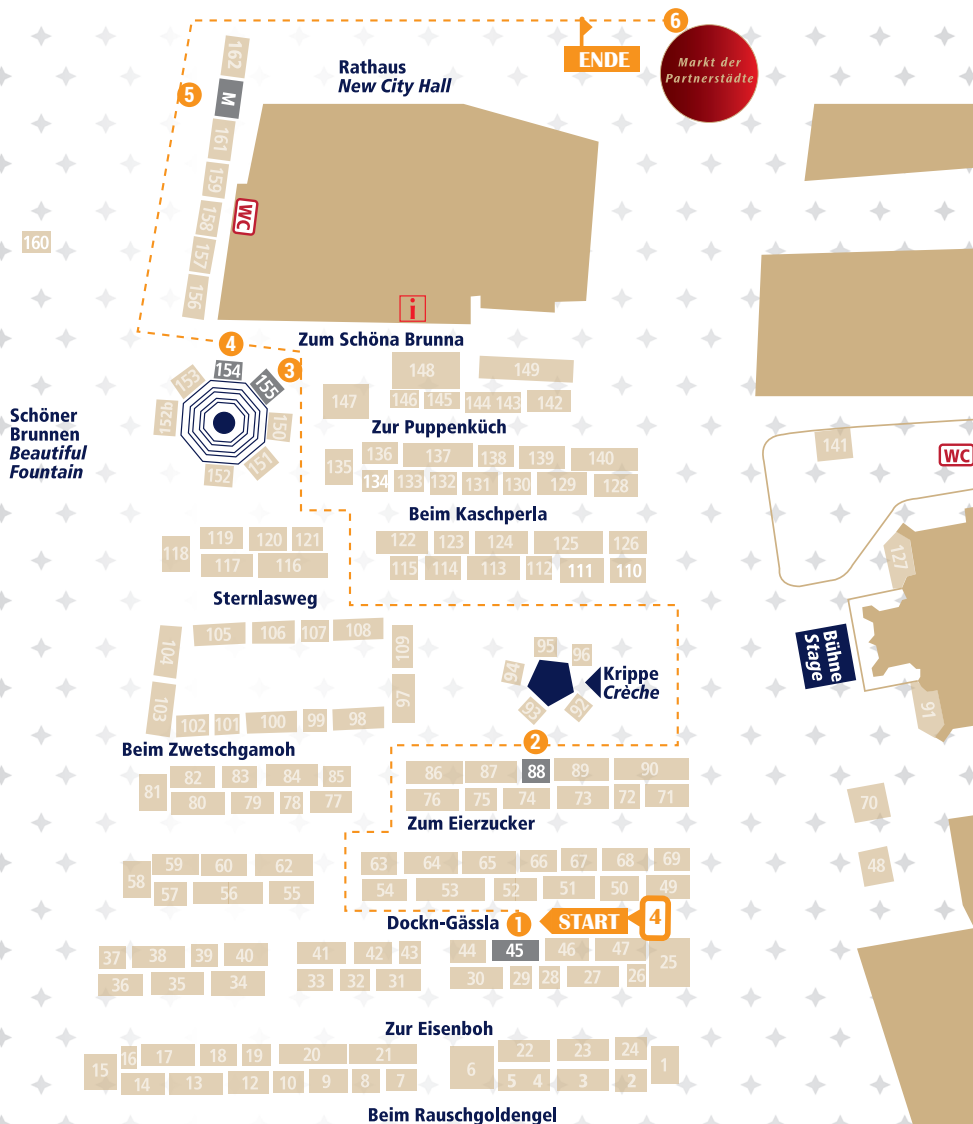 6
ENDE
Markt der
Partnerstädte
162
Rathaus
New City Hall
5
M
161
159
158
WC
157
160
156
i
4
Zum Schöna Brunna
3
154
153
155
148
149
147
146 145 144 143 142
152b
150
Schöner
Brunnen
Beautiful
Fountain
152
151
Zur Puppenküch
135
136 137 138 139 140
134 133 132 131 130 129 128
141
WC
Beim Kaschperla
118
119 120 121
117 116
122 123 124 125 126
115 114 113 112 111 110
127
Sternlasweg
104
105 106 107 108
109
95
96
94
Krippe
Crèche
93
92
Bühne
Stage
103
102 101 100 99 98
97
91
2
Beim Zwetschgamoh
81
82 83 84 85
80 79 78 77
86 87 88 89 90
76 75 74 73 72 71
70
Zum Eierzucker
58
59 60 62
57 56 55
63 64 65 66 67 68 69
54 53 52 51 50 49
48
Dockn-Gässla
1
START
4
37 38 39 40
36 35 34
41 42 43
33 32 31
44 45 46 47
30 29 28 27 26
25
Zur Eisenboh
15
16 17 18 19 20 21
14 13 12 10 9 8 7
6
22 23 24
5 4 3 2
1
Beim Rauschgoldengel